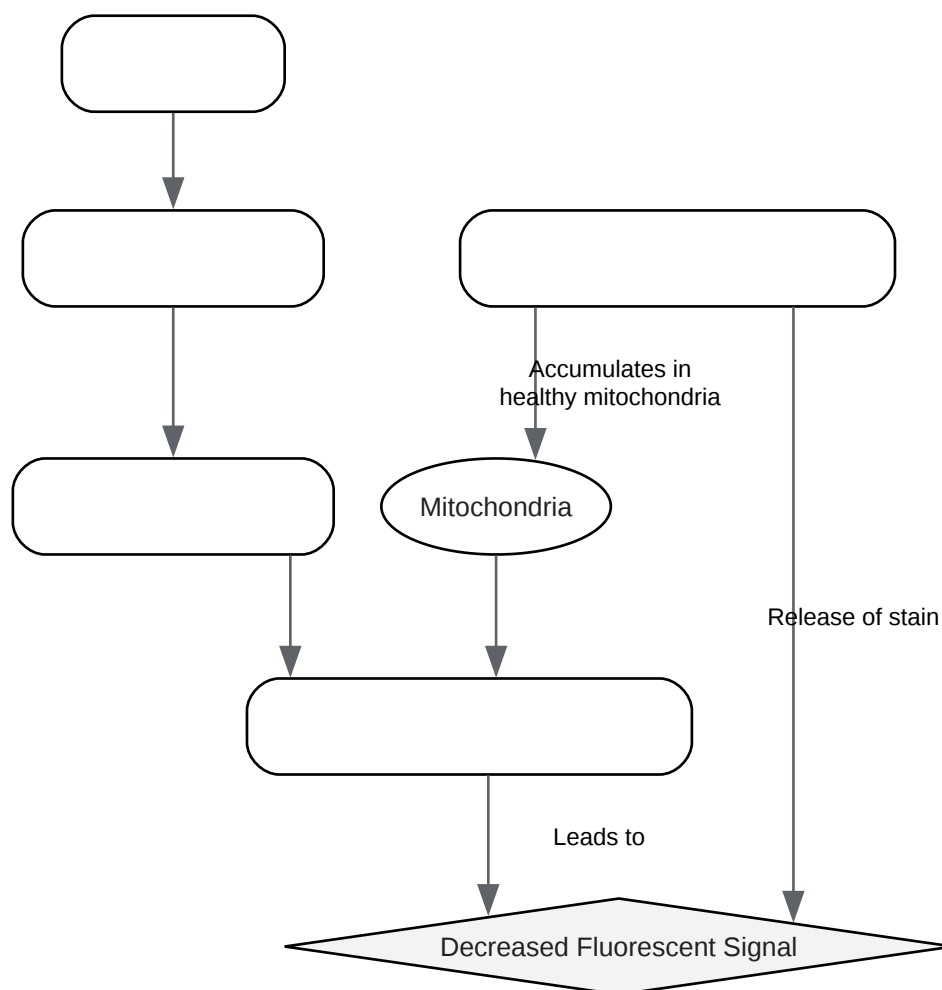 Accumulates in
healthy mitochondria
Mitochondria
Release of stain
Leads to
Decreased Fluorescent Signal